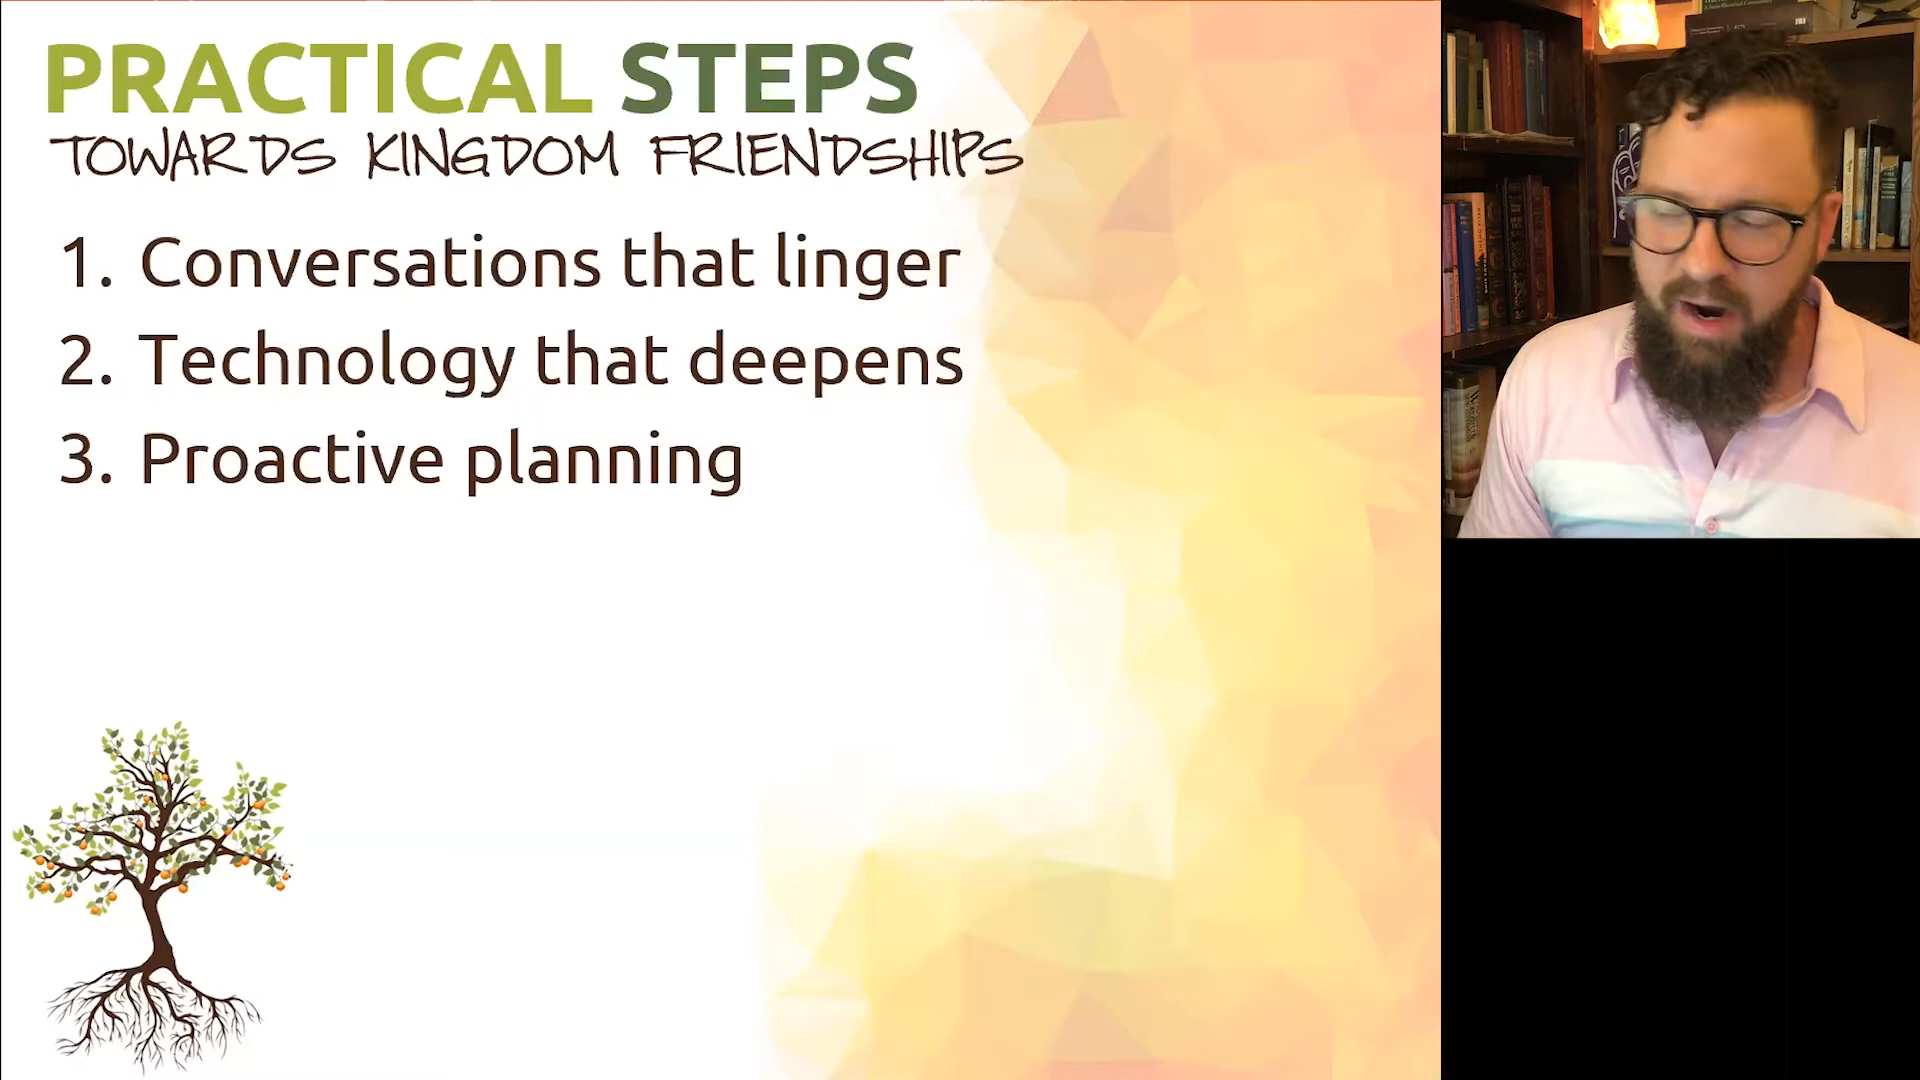 PRACTICAL STEPS
TOWARDS KINGDOM FRIENDSHIPS
1. Conversations that linger
2. Technology that deepens
3. Proactive planning